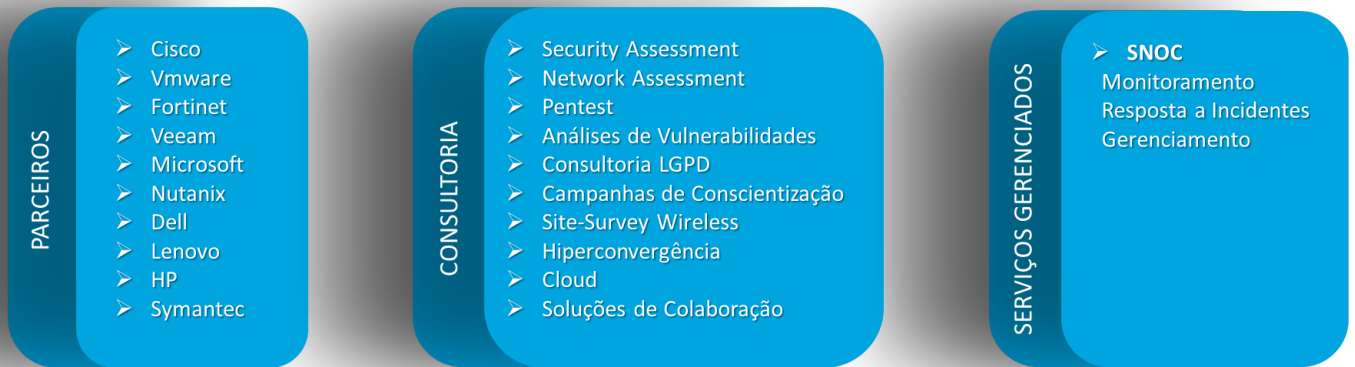 PARCEIROS
➢ Cisco
➢ Vmware
➢ Fortinet
➢ Veeam
➢ Microsoft
➢ Nutanix
➢ Dell
➢ Lenovo
➢ HP
➢ Symantec
CONSULTORIA
➢ Security Assessment
➢ Network Assessment
➢ Pentest
➢ Análises de Vulnerabilidades
➢ Consultoria LGPD
➢ Campanhas de Conscientização
➢ Site-Survey Wireless
➢ Hiperconvergência
➢ Cloud
➢ Soluções de Colaboração
SERVIÇOS GERENCIADOS
➢ SNOC
Monitoramento
Resposta a Incidentes
Gerenciamento